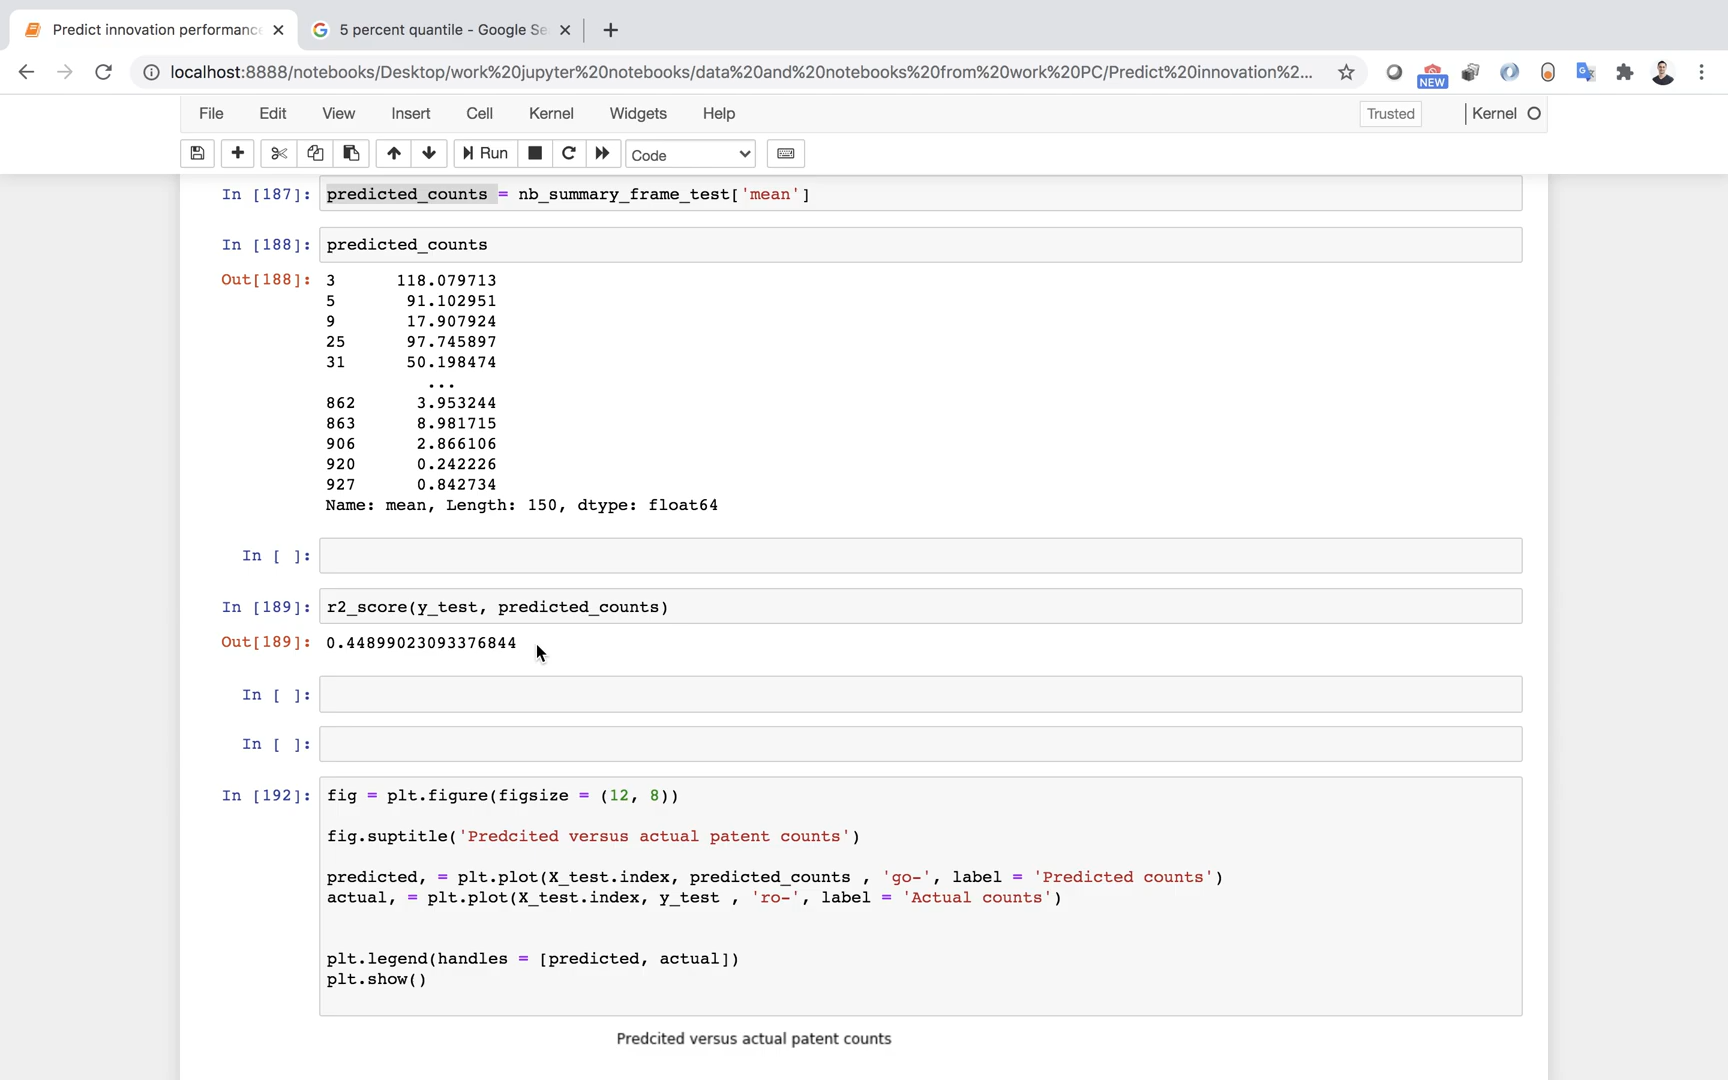 Predict innovation performance
5 percent quantile - Google Se
localhost:8888/notebooks/Desktop/work%20jupyter%20notebooks/data%20and%20notebooks%20from%20work%20PC/Predict%20innovation%2...
NEW
File Edit View Insert Cell Kernel Widgets Help Trusted Kernel
Run Code
In [187]: predicted_counts = nb_summary_frame_test['mean']
In [188]: predicted_counts
Out[188]: 3 118.079713
5 91.102951
9 17.907924
25 97.745897
31 50.198474
...
862 3.953244
863 8.981715
906 2.866106
920 0.242226
927 0.842734
Name: mean, Length: 150, dtype: float64
In [ ]:
In [189]: r2_score(y_test, predicted_counts)
Out[189]: 0.44899023093376844
In [ ]:
In [ ]:
In [192]: fig = plt.figure(figsize = (12, 8))
fig.suptitle('Predcited versus actual patent counts')
predicted, = plt.plot(X_test.index, predicted_counts , 'go-', label = 'Predicted counts')
actual, = plt.plot(X_test.index, y_test , 'ro-', label = 'Actual counts')
plt.legend(handles = [predicted, actual])
plt.show()
Predcited versus actual patent counts